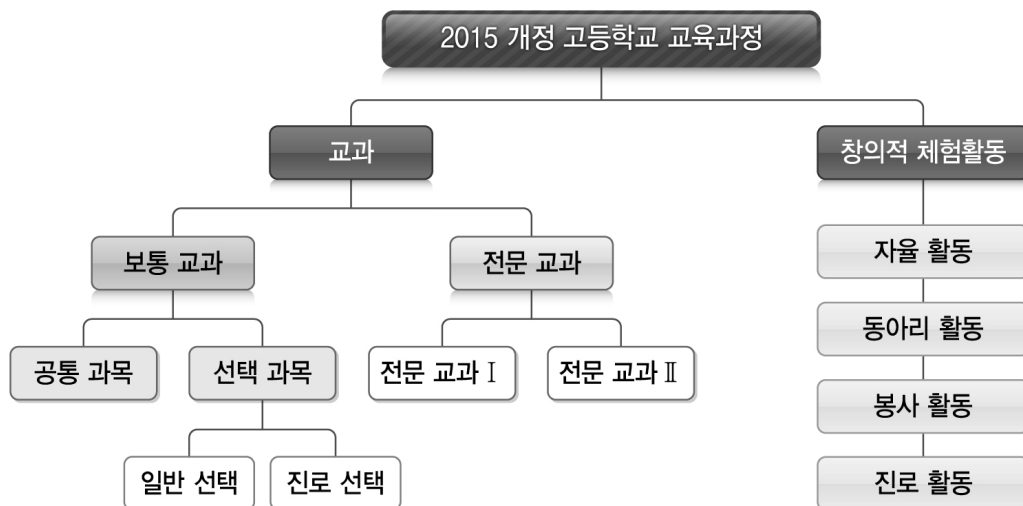 2015 개정 고등학교 교육과정
교과
창의적 체험활동
보통 교과
전문 교과
자율 활동
동아리 활동
공통 과목
선택 과목
전문 교과 Ⅰ
전문 교과 Ⅱ
봉사 활동
일반 선택
진로 선택
진로 활동